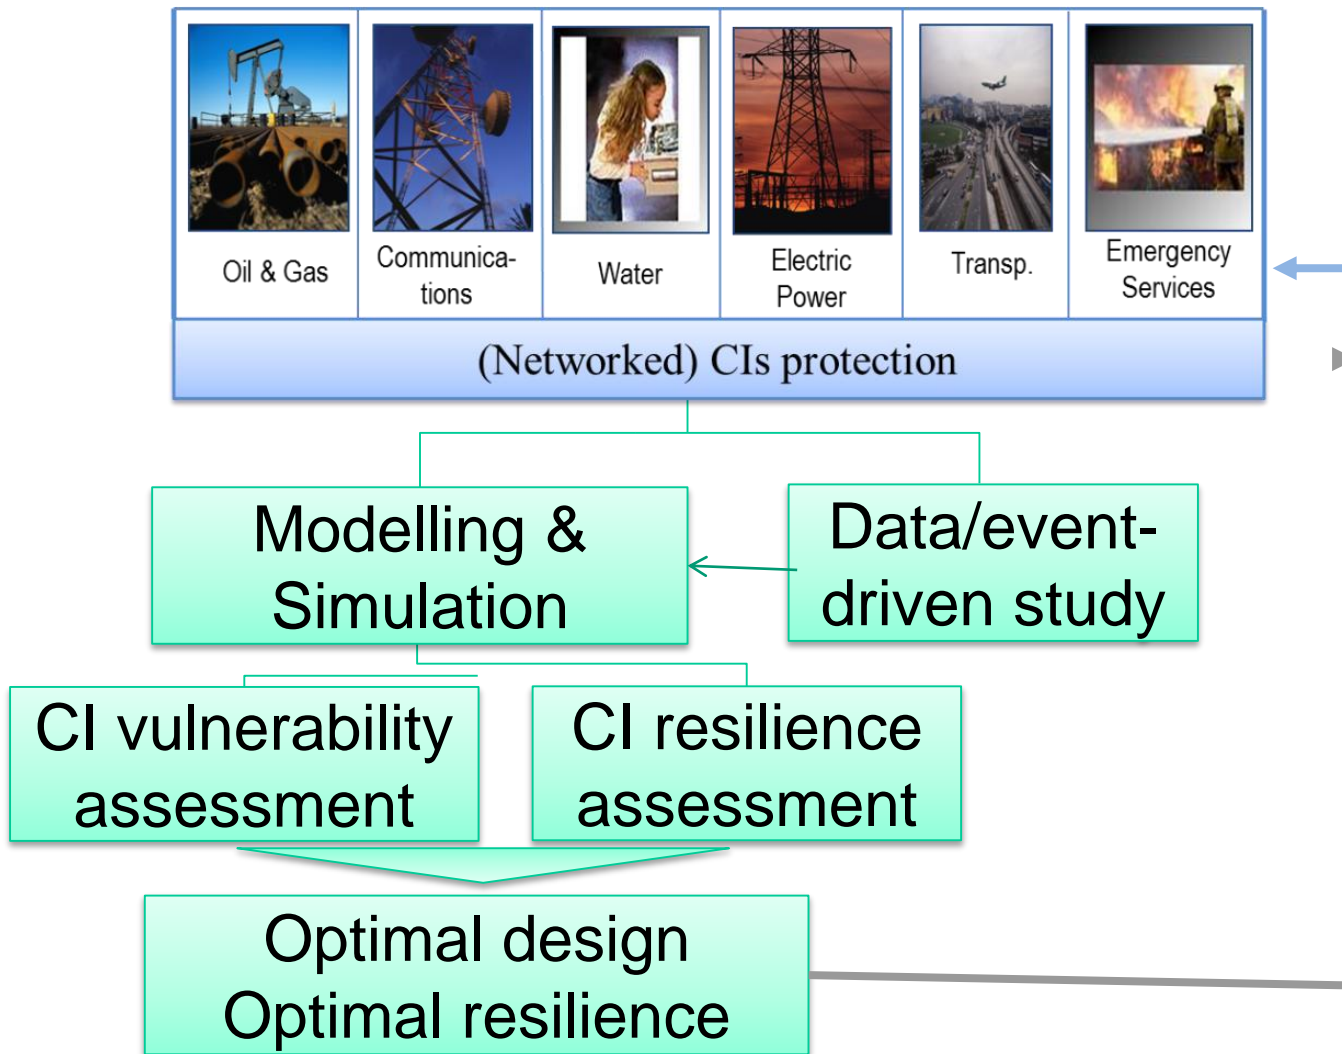 Oil & Gas
Communica-
tions
Water
Electric
Power
Transp.
Emergency
Services
(Networked) CIs protection
Modelling &
Simulation
Data/event-
driven study
CI vulnerability
assessment
CI resilience
assessment
Optimal design
Optimal resilience